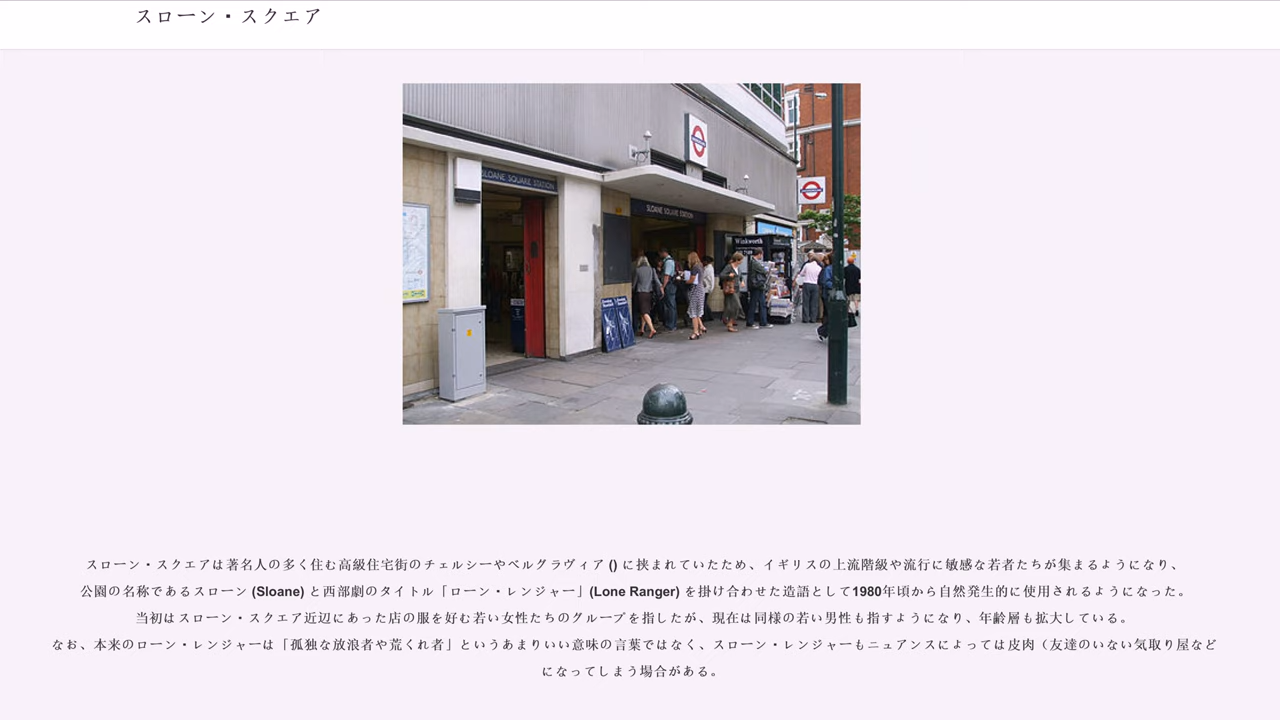 スローン・スクエア
SLOANE SQUARE STATION
SLOANE SQUARE STATION
Winkworth
スローン・スクエアは著名人の多く住む高級住宅街のチェルシーやベルグラヴィア () に挟まれていたため、イギリスの上流階級や流行に敏感な若者たちが集まるようになり、
公園の名称であるスローン (Sloane) と西部劇のタイトル「ローン・レンジャー」(Lone Ranger) を掛け合わせた造語として1980年頃から自然発生的に使用されるようになった。
当初はスローン・スクエア近辺にあった店の服を好む若い女性たちのグループを指したが、現在は同様の若い男性も指すようになり、年齢層も拡大している。
なお、本来のローン・レンジャーは「孤独な放浪者や荒くれ者」というあまりいい意味の言葉ではなく、スローン・レンジャーもニュアンスによっては皮肉（友達のいない気取り屋など
になってしまう場合がある。